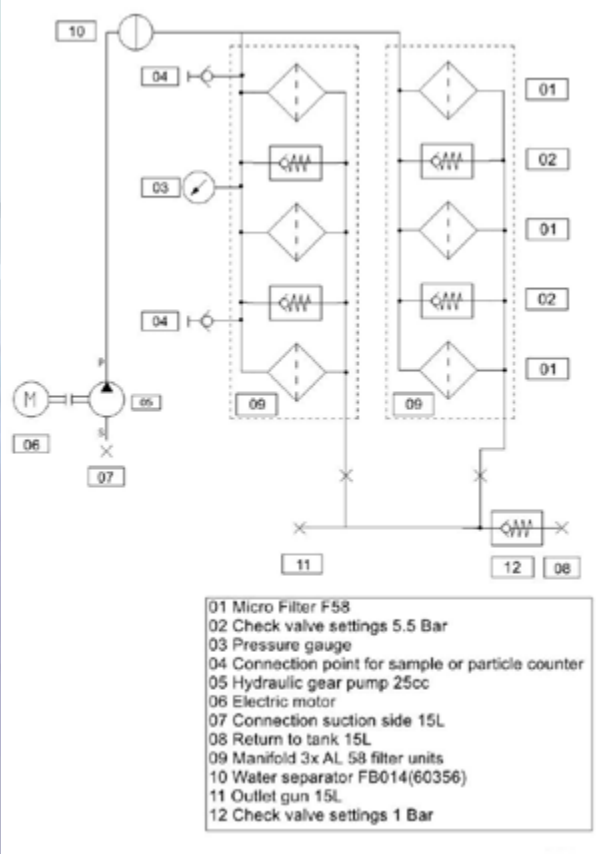 10
04
01
02
03
01
04
02
01
P
M
05
09
09
06
S
07
11
12
08
01 Micro Filter F58
02 Check valve settings 5.5 Bar
03 Pressure gauge
04 Connection point for sample or particle counter
05 Hydraulic gear pump 25cc
06 Electric motor
07 Connection suction side 15L
08 Return to tank 15L
09 Manifold 3x AL 58 filter units
10 Water separator FB014(60356)
11 Outlet gun 15L
12 Check valve settings 1 Bar